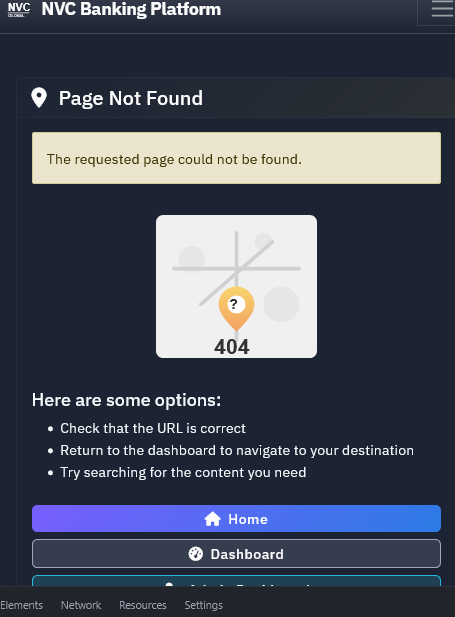 NVC
GLOBAL
NVC Banking Platform
Page Not Found
The requested page could not be found.
?
404
Here are some options:
Check that the URL is correct
Return to the dashboard to navigate to your destination
Try searching for the content you need
Home
Dashboard
Elements Network Resources Settings